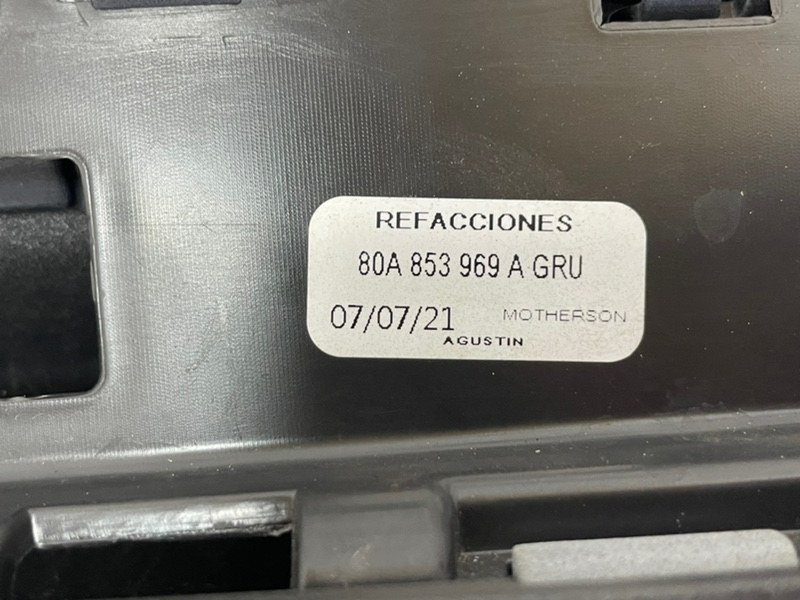 REFACCIONES
80A 853 969 A GRU
07/07/21 MOTHERSON
AGUSTIN